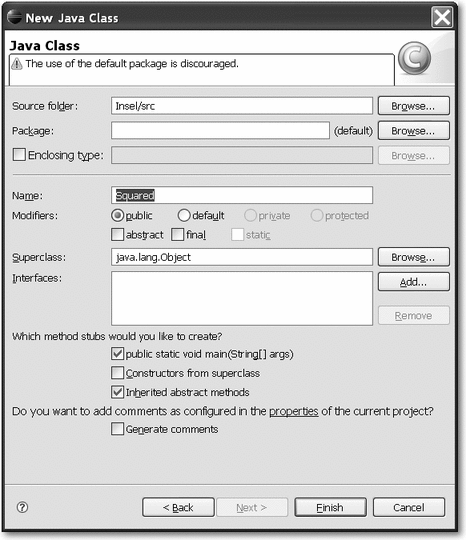 New Java Class
Java Class
The use of the default package is discouraged.
Source folder: Insel/src Browse...
Package: (default) Browse...
Enclosing type: Browse...
Name: Squared
Modifiers: public default private protected
abstract final static
Superclass: java.lang.Object Browse...
Interfaces: Add...
Remove
Which method stubs would you like to create?
public static void main(String[] args)
Constructors from superclass
Inherited abstract methods
Do you want to add comments as configured in the properties of the current project?
Generate comments
? < Back Next > Finish Cancel